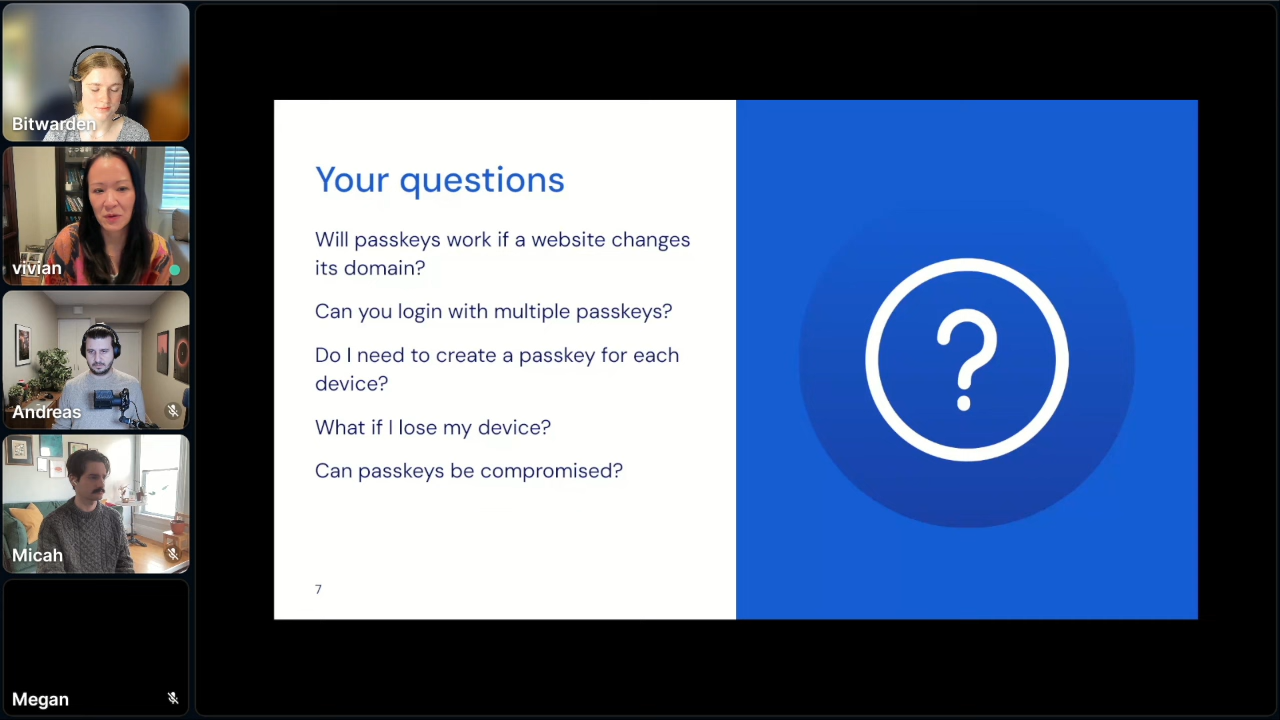 Bitwarden
vivian
Andreas
Micah
Megan
Your questions
Will passkeys work if a website changes
its domain?
Can you login with multiple passkeys?
Do I need to create a passkey for each
device?
What if I lose my device?
Can passkeys be compromised?
7
?